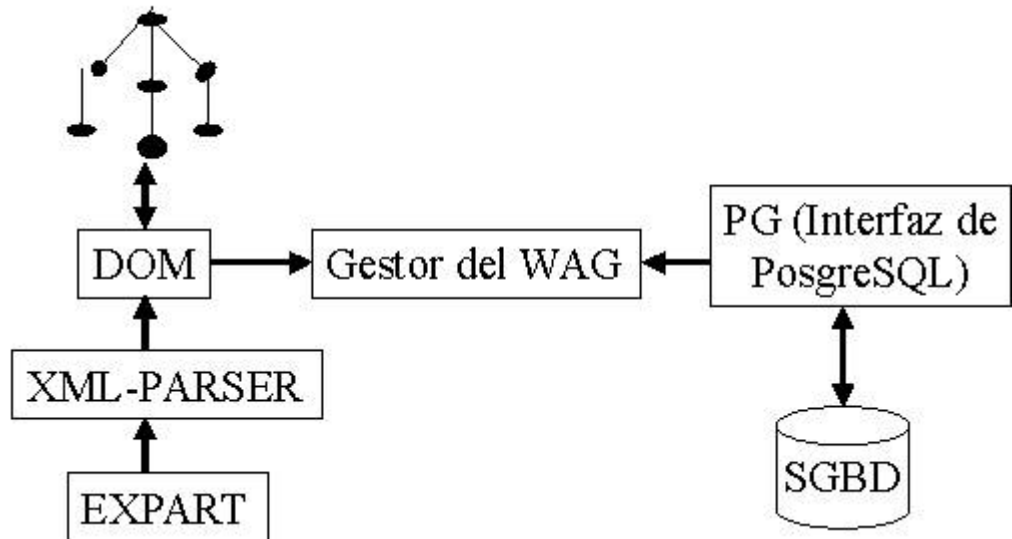 DOM
Gestor del WAG
PG (Interfaz de
PosgreSQL)
XML-PARSER
EXPART
SGBD